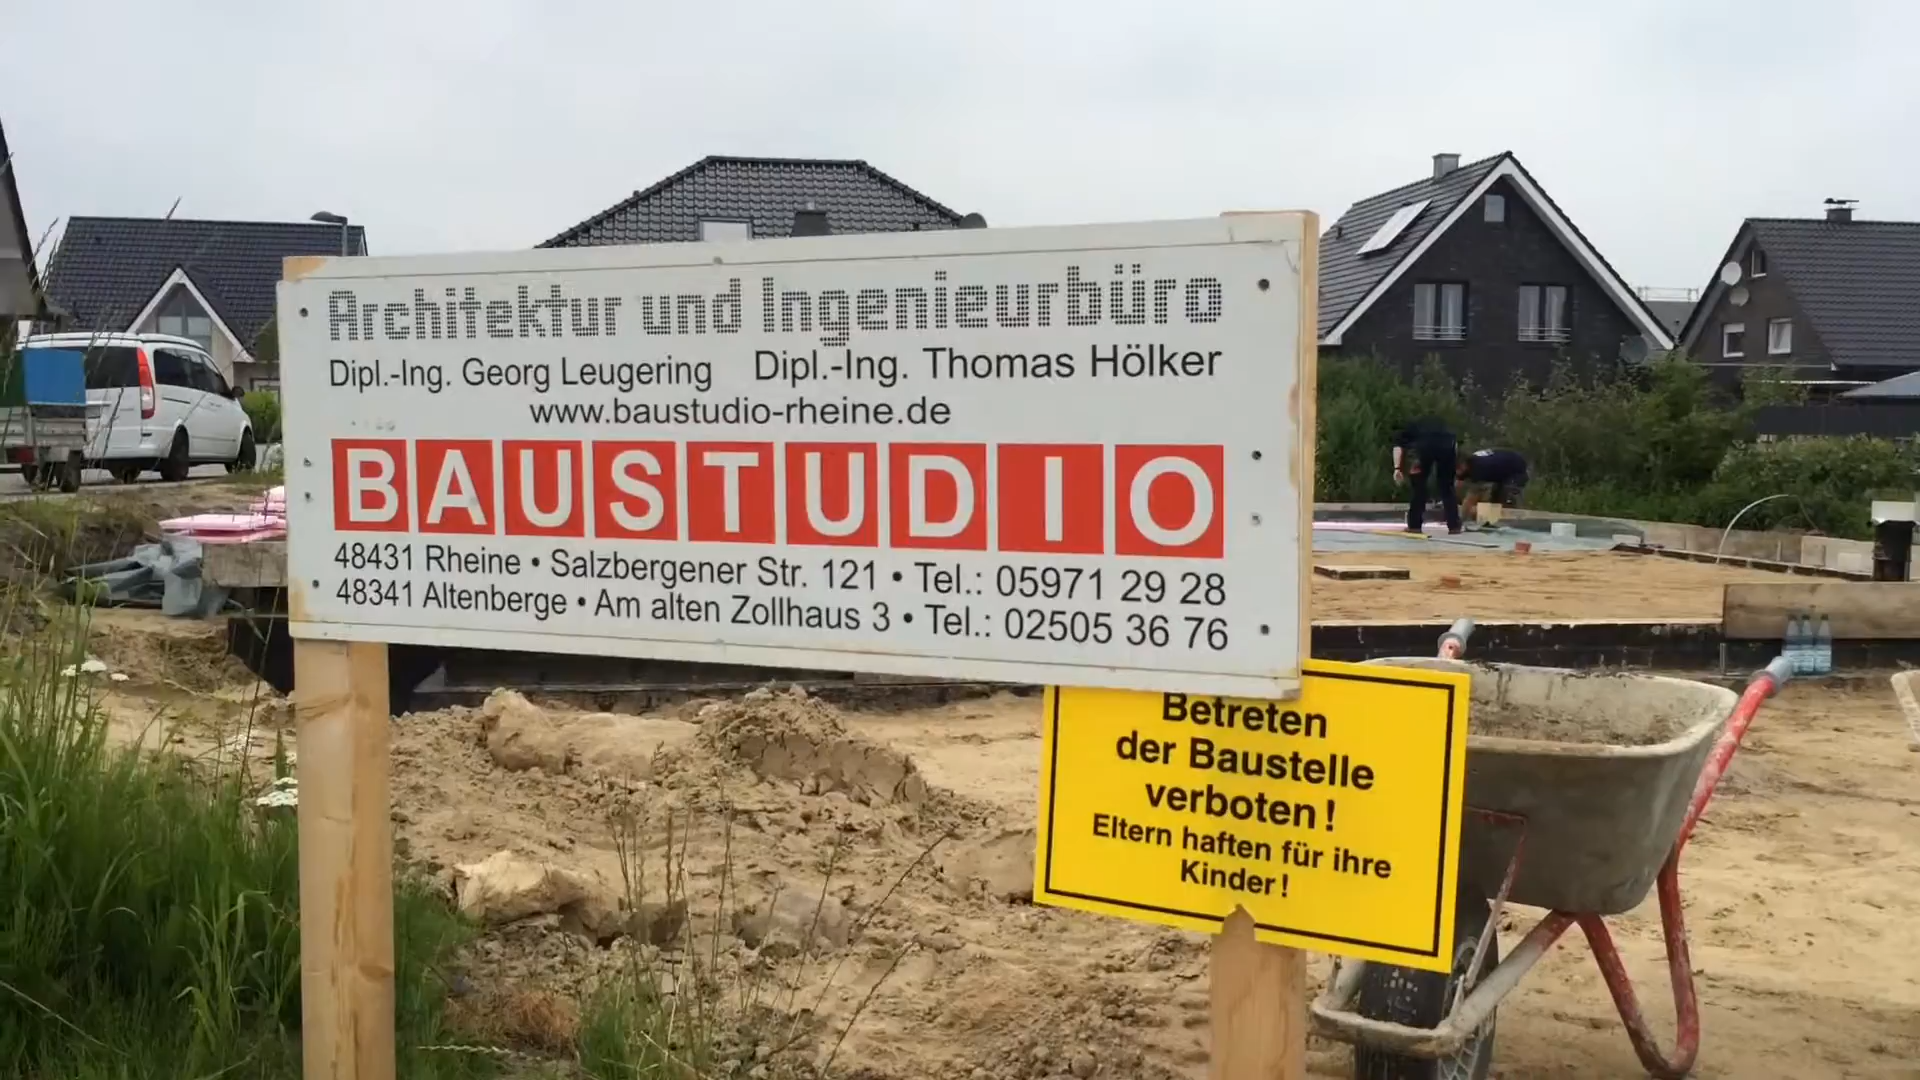 Architektur und Ingenieurbüro
Dipl.-Ing. Georg Leugering Dipl.-Ing. Thomas Hölker
www.baustudio-rheine.de
BAUSTUDIO
48431 Rheine • Salzbergener Str. 121 • Tel.: 05971 29 28
48341 Altenberge • Am alten Zollhaus 3 • Tel.: 02505 36 76
Betreten
der Baustelle
verboten!
Eltern haften für ihre
Kinder!